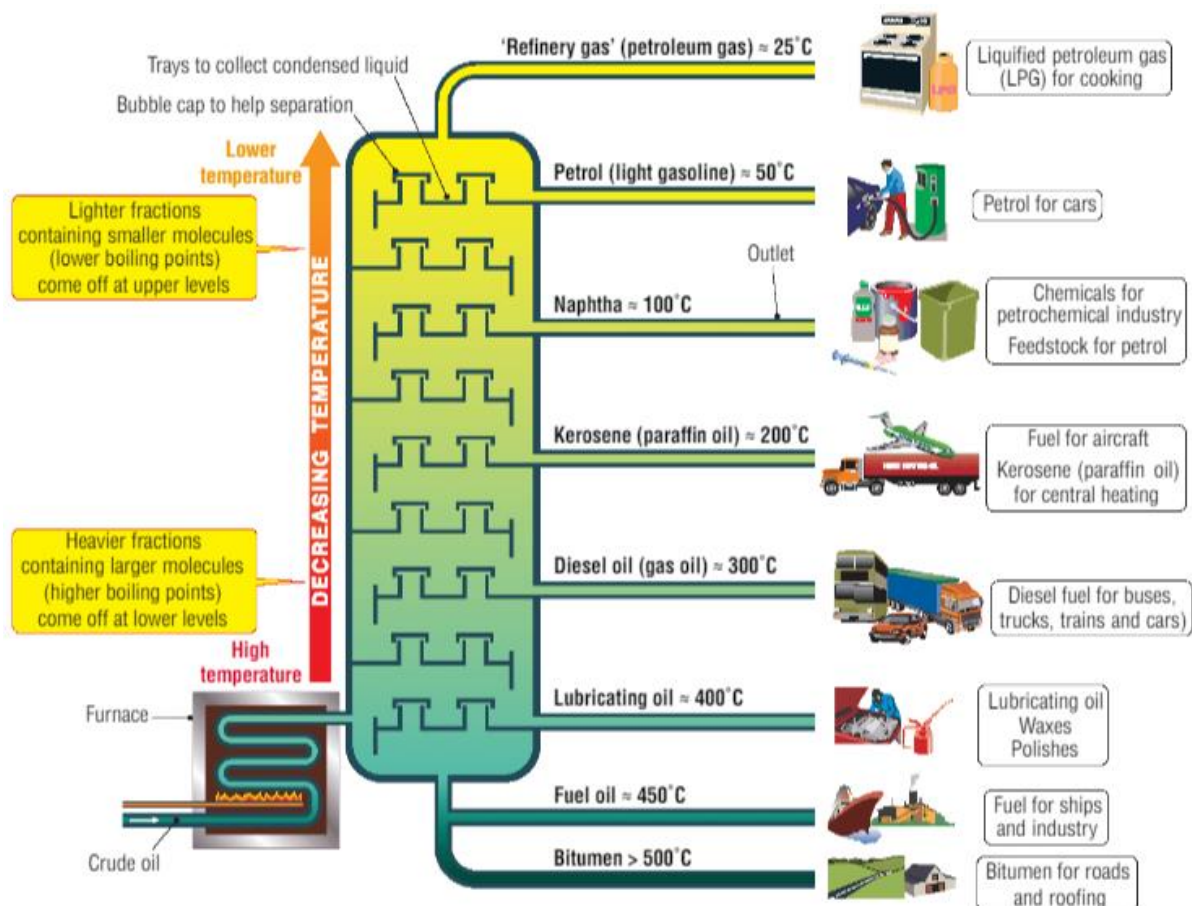 'Refinery gas' (petroleum gas) ≈ 25˚C
Liquified petroleum gas
(LPG) for cooking
LPG
Trays to collect condensed liquid
Bubble cap to help separation
Lower
temperature
Petrol (light gasoline) ≈ 50˚C
Petrol for cars
Lighter fractions
containing smaller molecules
(lower boiling points)
come off at upper levels
Outlet
Naphtha ≈ 100˚C
Chemicals for
petrochemical industry
Feedstock for petrol
DECREASING TEMPERATURE
Kerosene (paraffin oil) ≈ 200˚C
Fuel for aircraft
Kerosene (paraffin oil)
for central heating
Heavier fractions
containing larger molecules
(higher boiling points)
come off at lower levels
Diesel oil (gas oil) ≈ 300˚C
Diesel fuel for buses,
trucks, trains and cars)
High
temperature
Furnace
Lubricating oil ≈ 400˚C
Lubricating oil
Waxes
Polishes
Fuel oil ≈ 450˚C
Fuel for ships
and industry
Crude oil
Bitumen > 500˚C
Bitumen for roads
and roofing